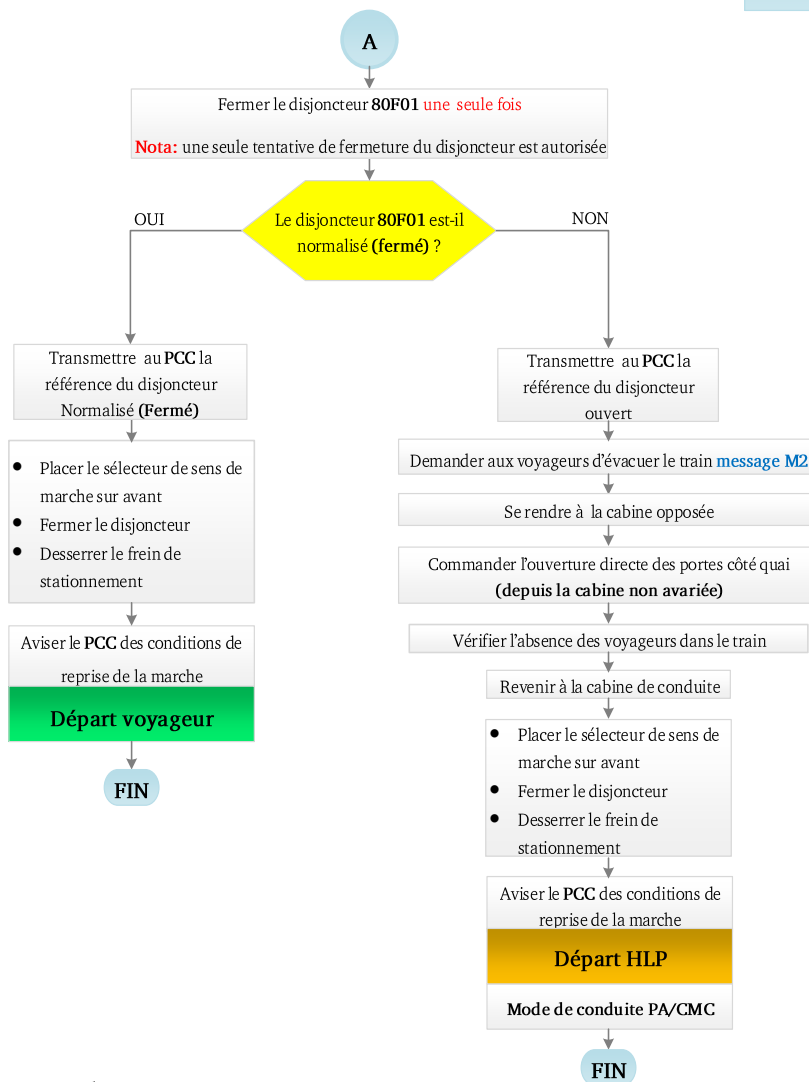 A
Fermer le disjoncteur 80F01 une seule fois
Nota: une seule tentative de fermeture du disjoncteur est autorisée
Le disjoncteur 80F01 est-il
normalisé (fermé) ?
OUI
NON
Transmettre au PCC la
référence du disjoncteur
Normalisé (Fermé)
• Placer le sélecteur de sens de
marche sur avant
• Fermer le disjoncteur
• Desserrer le frein de
stationnement
Aviser le PCC des conditions de
reprise de la marche
Départ voyageur
FIN
Transmettre au PCC la
référence du disjoncteur
ouvert
Demander aux voyageurs d’évacuer le train message M2
Se rendre à la cabine opposée
Commander l’ouverture directe des portes côté quai
(depuis la cabine non avariée)
Vérifier l’absence des voyageurs dans le train
Revenir à la cabine de conduite
• Placer le sélecteur de sens de
marche sur avant
• Fermer le disjoncteur
• Desserrer le frein de
stationnement
Aviser le PCC des conditions de
reprise de la marche
Départ HLP
Mode de conduite PA/CMC
FIN